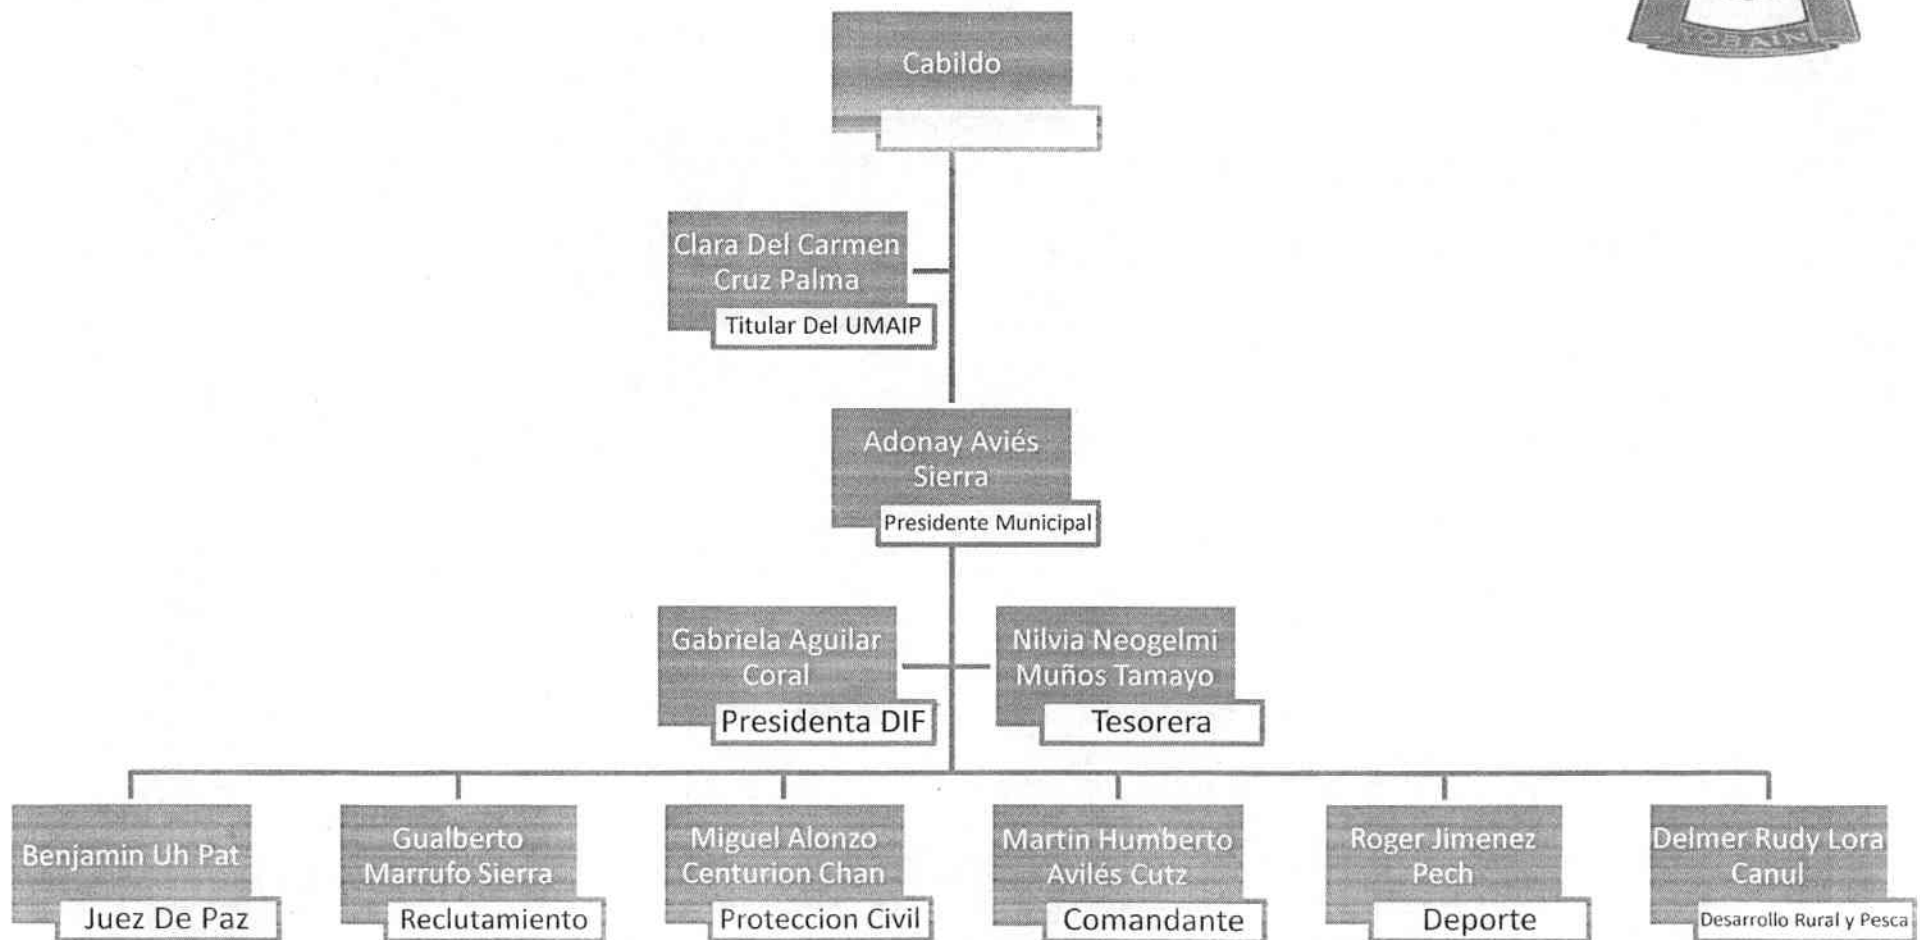 Cabildo
Clara Del Carmen
Cruz Palma
Titular Del UMAIP
Adonay Aviés
Sierra
Presidente Municipal
Gabriela Aguilar
Coral
Presidenta DIF
Nilvia Neogelmi
Muños Tamayo
Tesorera
Benjamin Uh Pat
Juez De Paz
Gualberto
Marrufo Sierra
Reclutamiento
Miguel Alonzo
Centurion Chan
Proteccion Civil
Martin Humberto
Avilés Cutz
Comandante
Roger Jimenez
Pech
Deporte
Delmer Rudy Lora
Canul
Desarrollo Rural y Pesca